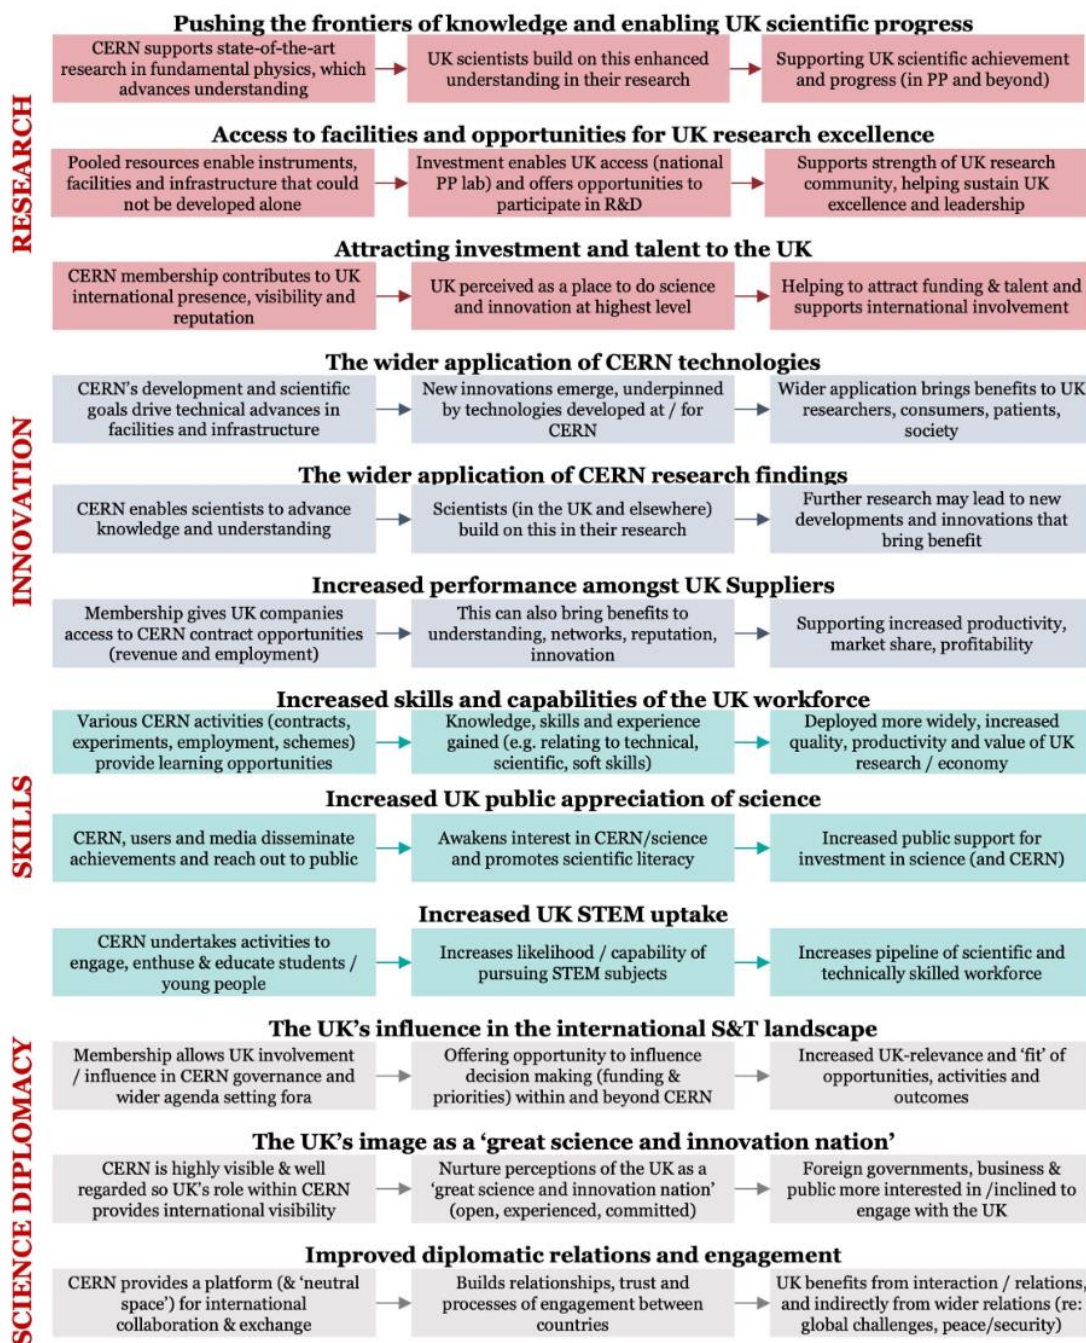 Pushing the frontiers of knowledge and enabling UK scientific progress
CERN supports state-of-the-art
research in fundamental physics, which
advances understanding
UK scientists build on this enhanced
understanding in their research
Supporting UK scientific achievement
and progress (in PP and beyond)
RESEARCH
Access to facilities and opportunities for UK research excellence
Pooled resources enable instruments,
facilities and infrastructure that could
not be developed alone
Investment enables UK access (national
PP lab) and offers opportunities to
participate in R&D
Supports strength of UK research
community, helping sustain UK
excellence and leadership
Attracting investment and talent to the UK
CERN membership contributes to UK
international presence, visibility and
reputation
UK perceived as a place to do science
and innovation at highest level
Helping to attract funding & talent and
supports international involvement
The wider application of CERN technologies
CERN's development and scientific
goals drive technical advances in
facilities and infrastructure
New innovations emerge, underpinned
by technologies developed at / for
CERN
Wider application brings benefits to UK
researchers, consumers, patients,
society
INNOVATION
The wider application of CERN research findings
CERN enables scientists to advance
knowledge and understanding
Scientists (in the UK and elsewhere)
build on this in their research
Further research may lead to new
developments and innovations that
bring benefit
Increased performance amongst UK Suppliers
Membership gives UK companies
access to CERN contract opportunities
(revenue and employment)
This can also bring benefits to
understanding, networks, reputation,
innovation
Supporting increased productivity,
market share, profitability
Increased skills and capabilities of the UK workforce
Various CERN activities (contracts,
experiments, employment, schemes)
provide learning opportunities
Knowledge, skills and experience
gained (e.g. relating to technical,
scientific, soft skills)
Deployed more widely, increased
quality, productivity and value of UK
research / economy
SKILLS
Increased UK public appreciation of science
CERN, users and media disseminate
achievements and reach out to public
Awakens interest in CERN/science
and promotes scientific literacy
Increased public support for
investment in science (and CERN)
Increased UK STEM uptake
CERN undertakes activities to
engage, enthuse & educate students /
young people
Increases likelihood / capability of
pursuing STEM subjects
Increases pipeline of scientific and
technically skilled workforce
The UK's influence in the international S&T landscape
Membership allows UK involvement
/ influence in CERN governance and
wider agenda setting fora
Offering opportunity to influence
decision making (funding &
priorities) within and beyond CERN
Increased UK-relevance and 'fit' of
opportunities, activities and
outcomes
SCIENCE DIPLOMACY
The UK's image as a 'great science and innovation nation'
CERN is highly visible & well
regarded so UK's role within CERN
provides international visibility
Nurture perceptions of the UK as a
'great science and innovation nation'
(open, experienced, committed)
Foreign governments, business &
public more interested in /inclined to
engage with the UK
Improved diplomatic relations and engagement
CERN provides a platform (& 'neutral
space') for international
collaboration & exchange
Builds relationships, trust and
processes of engagement between
countries
UK benefits from interaction / relations,
and indirectly from wider relations (re:
global challenges, peace/security)